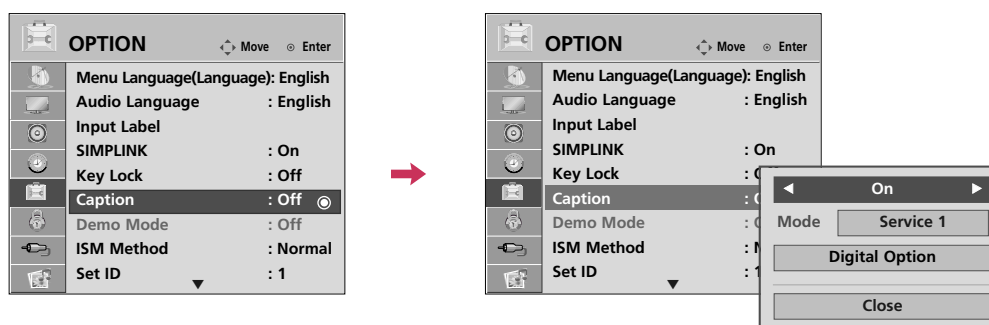 OPTION Move Enter
Menu Language(Language): English
Audio Language : English
Input Label
SIMPLINK : On
Key Lock : Off
Caption : Off
Demo Mode : Off
ISM Method : Normal
Set ID : 1
OPTION Move Enter
Menu Language(Language): English
Audio Language : English
Input Label
SIMPLINK : On
Key Lock :
Caption :
Demo Mode :
ISM Method :
Set ID : 1
On
Mode Service 1
Digital Option
Close